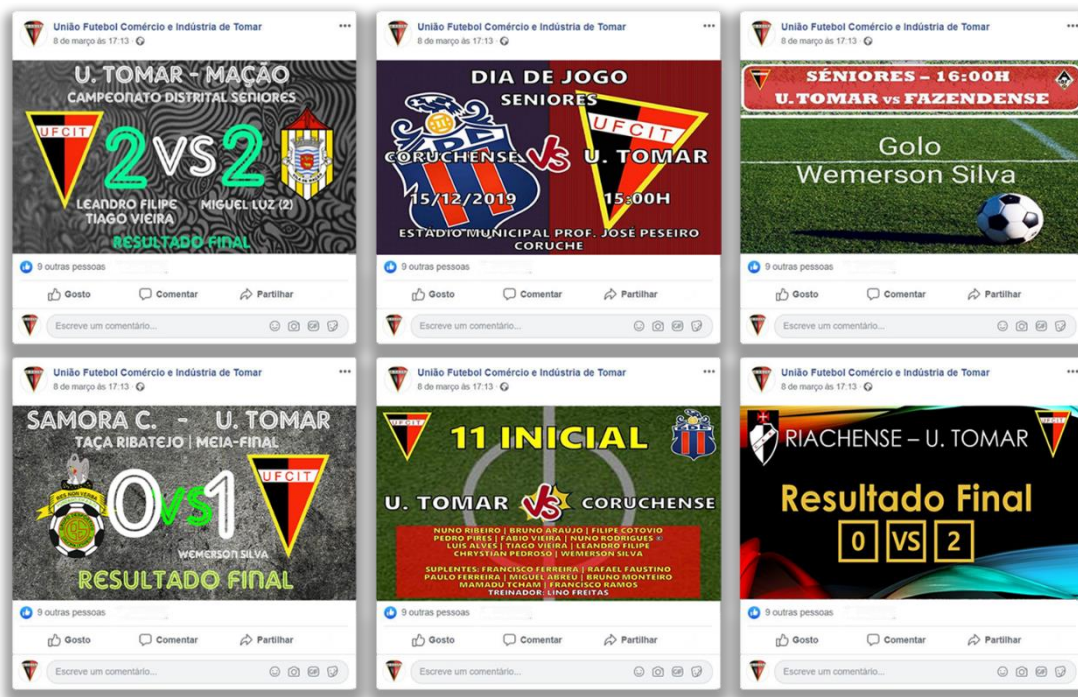 União Futebol Comércio e Indústria de Tomar
8 de março às 17:13
U. TOMAR - MAÇÃO
CAMPEONATO DISTRITAL SENIORES
UFCIT
2 VS 2
LEANDRO FILIPE
TIAGO VIEIRA
MIGUEL LUZ (2)
RESULTADO FINAL
9 outras pessoas
Gosto Comentar Partilhar
Escreve um comentário...
União Futebol Comércio e Indústria de Tomar
8 de março às 17:13
DIA DE JOGO
SENIORES
UFCIT
CORUCHENSE VS U. TOMAR
15/12/2019 15:00H
ESTÁDIO MUNICIPAL PROF. JOSÉ PESEIRO
CORUCHE
9 outras pessoas
Gosto Comentar Partilhar
Escreve um comentário...
União Futebol Comércio e Indústria de Tomar
8 de março às 17:13
SÉNIORES – 16:00H
U. TOMAR vs FAZENDENSE
Golo
Wemerson Silva
9 outras pessoas
Gosto Comentar Partilhar
Escreve um comentário...
União Futebol Comércio e Indústria de Tomar
8 de março às 17:13
SAMORA C. - U. TOMAR
TAÇA RIBATEJO | MEIA-FINAL
UFCIT
0 VS 1
WEMERSON SILVA
RESULTADO FINAL
9 outras pessoas
Gosto Comentar Partilhar
Escreve um comentário...
União Futebol Comércio e Indústria de Tomar
8 de março às 17:13
UFCIT
11 INICIAL
U. TOMAR VS CORUCHENSE
NUNO RIBEIRO | BRUNO ARAÚJO | FILIPE COTOVIO
PEDRO PIRES | FÁBIO VIEIRA | NUNO RODRIGUES ©
LUIS ALVES | TIAGO VIEIRA | LEANDRO FILIPE
CHRYSTIAN PEDROSO | WEMERSON SILVA
SUPLENTES: FRANCISCO FERREIRA | RAFAEL FAUSTINO
PAULO FERREIRA | MIGUEL ABREU | BRUNO MONTEIRO
MAMADU TCHAM | FRANCISCO RAMOS
TREINADOR: LINO FREITAS
9 outras pessoas
Gosto Comentar Partilhar
Escreve um comentário...
União Futebol Comércio e Indústria de Tomar
8 de março às 17:13
RIACHENSE – U. TOMAR
UFCIT
Resultado Final
0 VS 2
9 outras pessoas
Gosto Comentar Partilhar
Escreve um comentário...